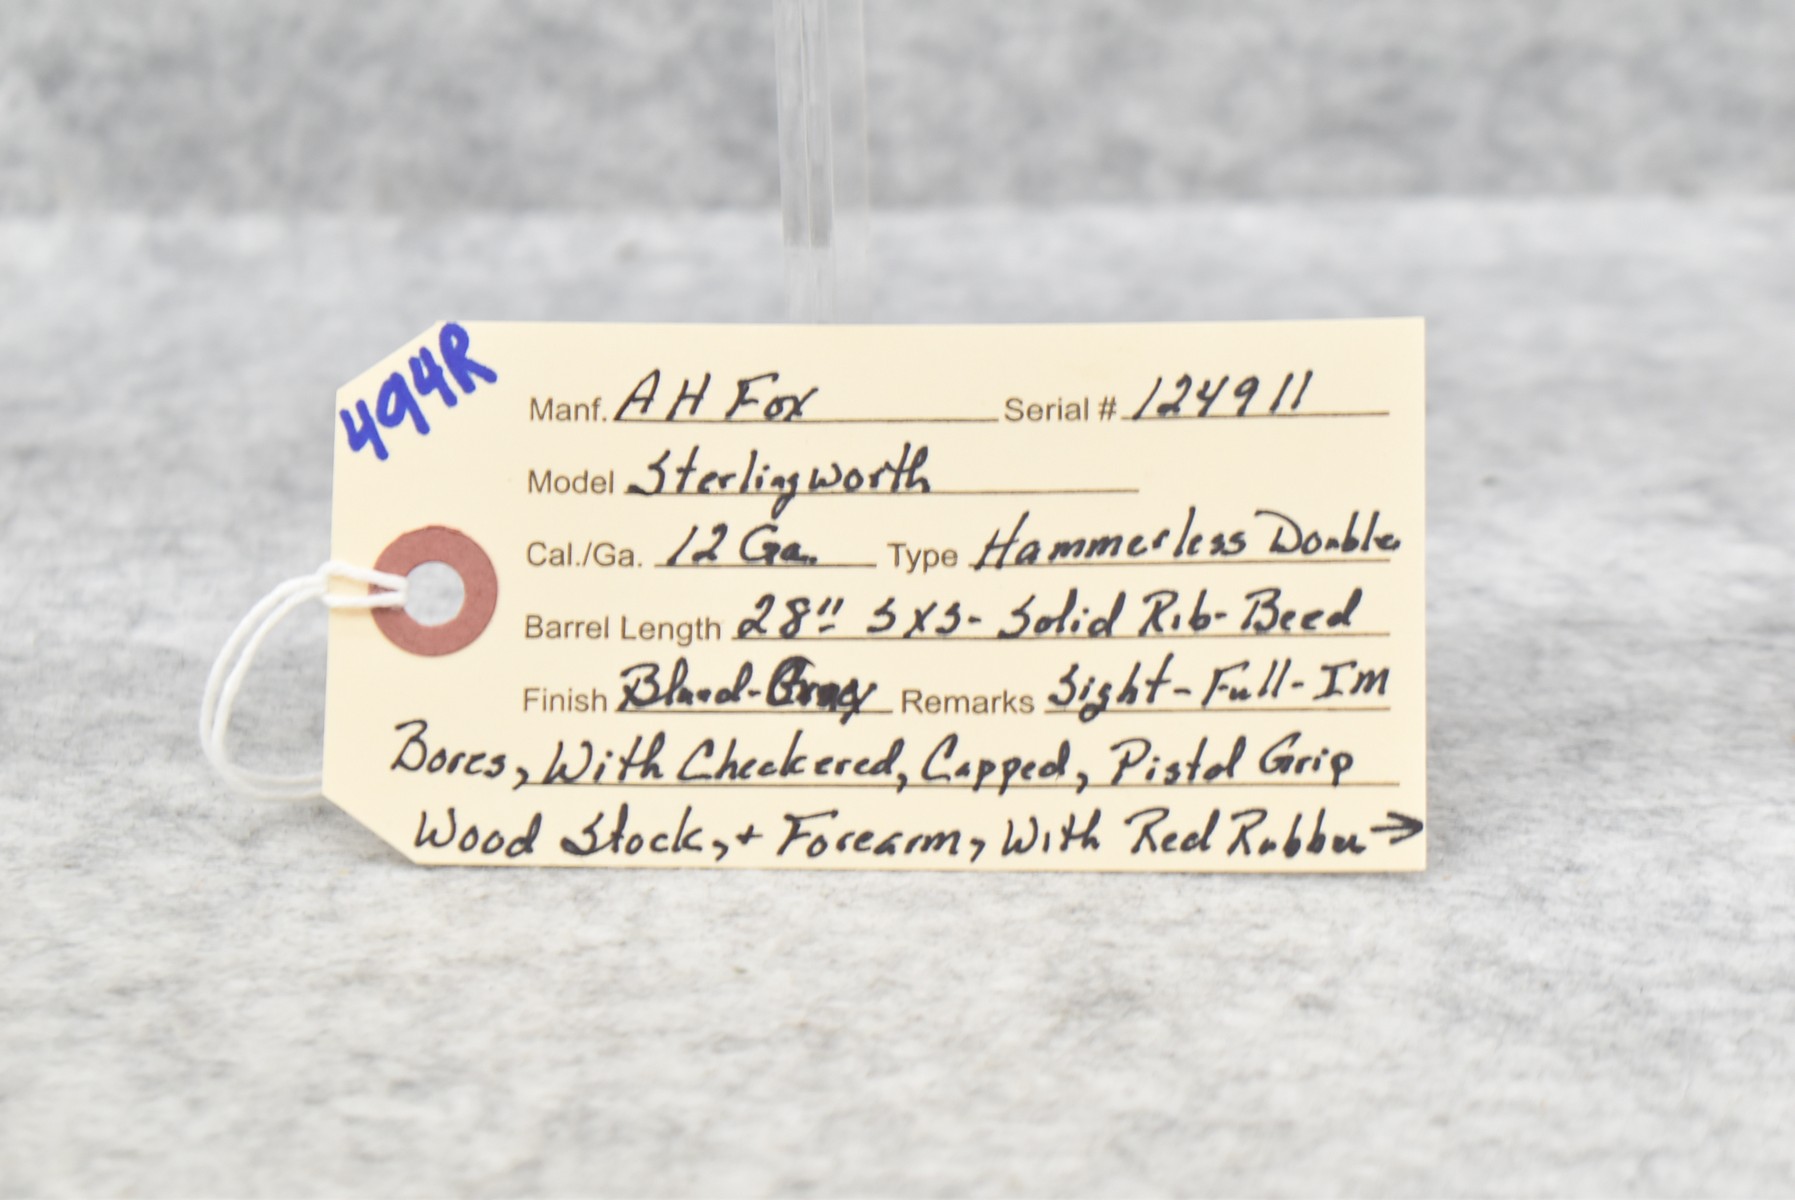 494R
Manf. A H Fox Serial # 124911
Model Sterlingworth
Cal./Ga. 12 Ga. Type Hammerless Double
Barrel Length 28" SXS- Solid Rib- Beed
Finish Blued-Gray Remarks Sight-Full-IM
Bores, With Checkered, Capped, Pistol Grip
Wood Stock, + Forearm, With Red Rubber →